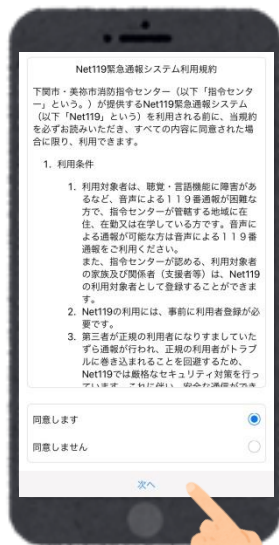 Net119緊急通報システム利用規約
下関市・美祢市消防指令センター（以下「指令センタ
ー」という。）が提供するNet119緊急通報システム
（以下「Net119」という）を利用される前に、当規約
を必ずお読みいただき、すべての内容に同意された場
合に限り、利用できます。
1. 利用条件
1. 利用対象者は、聴覚・言語機能に障害があ
るなど、音声による１１９番通報が困難な
方で、指令センターが管轄する地域に在
住、在勤又は在学している方です。音声に
よる通報が可能な方は音声による１１９番
通報をご利用ください。
また、指令センターが認める、利用対象者
の家族及び関係者（支援者等）は、Net119
の利用対象者として登録することができま
す。
2. Net119の利用には、事前に利用者登録が必
要です。
3. 第三者が正規の利用者になりすましていた
ずら通報が行われ、正規の利用者がトラブ
ルに巻き込まれることを回避するため、
Net119では厳格なセキュリティ対策を行っ
ています。これに伴い、安全な通信ができ
同意します
同意しません
次へ